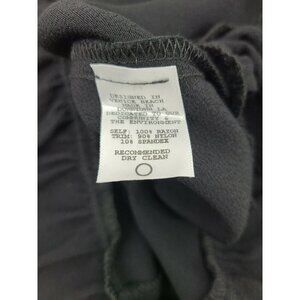 DESIGNED IN
VENICE BEACH
MADE IN
DOWNTOWN LA
DEDICATED TO OUR
COMMUNITY &
THE ENVIRONMENT
SELF: 100% RAYON
TRIM: 90% NYLON
10% SPANDEX
RECOMMENDED
DRY CLEAN